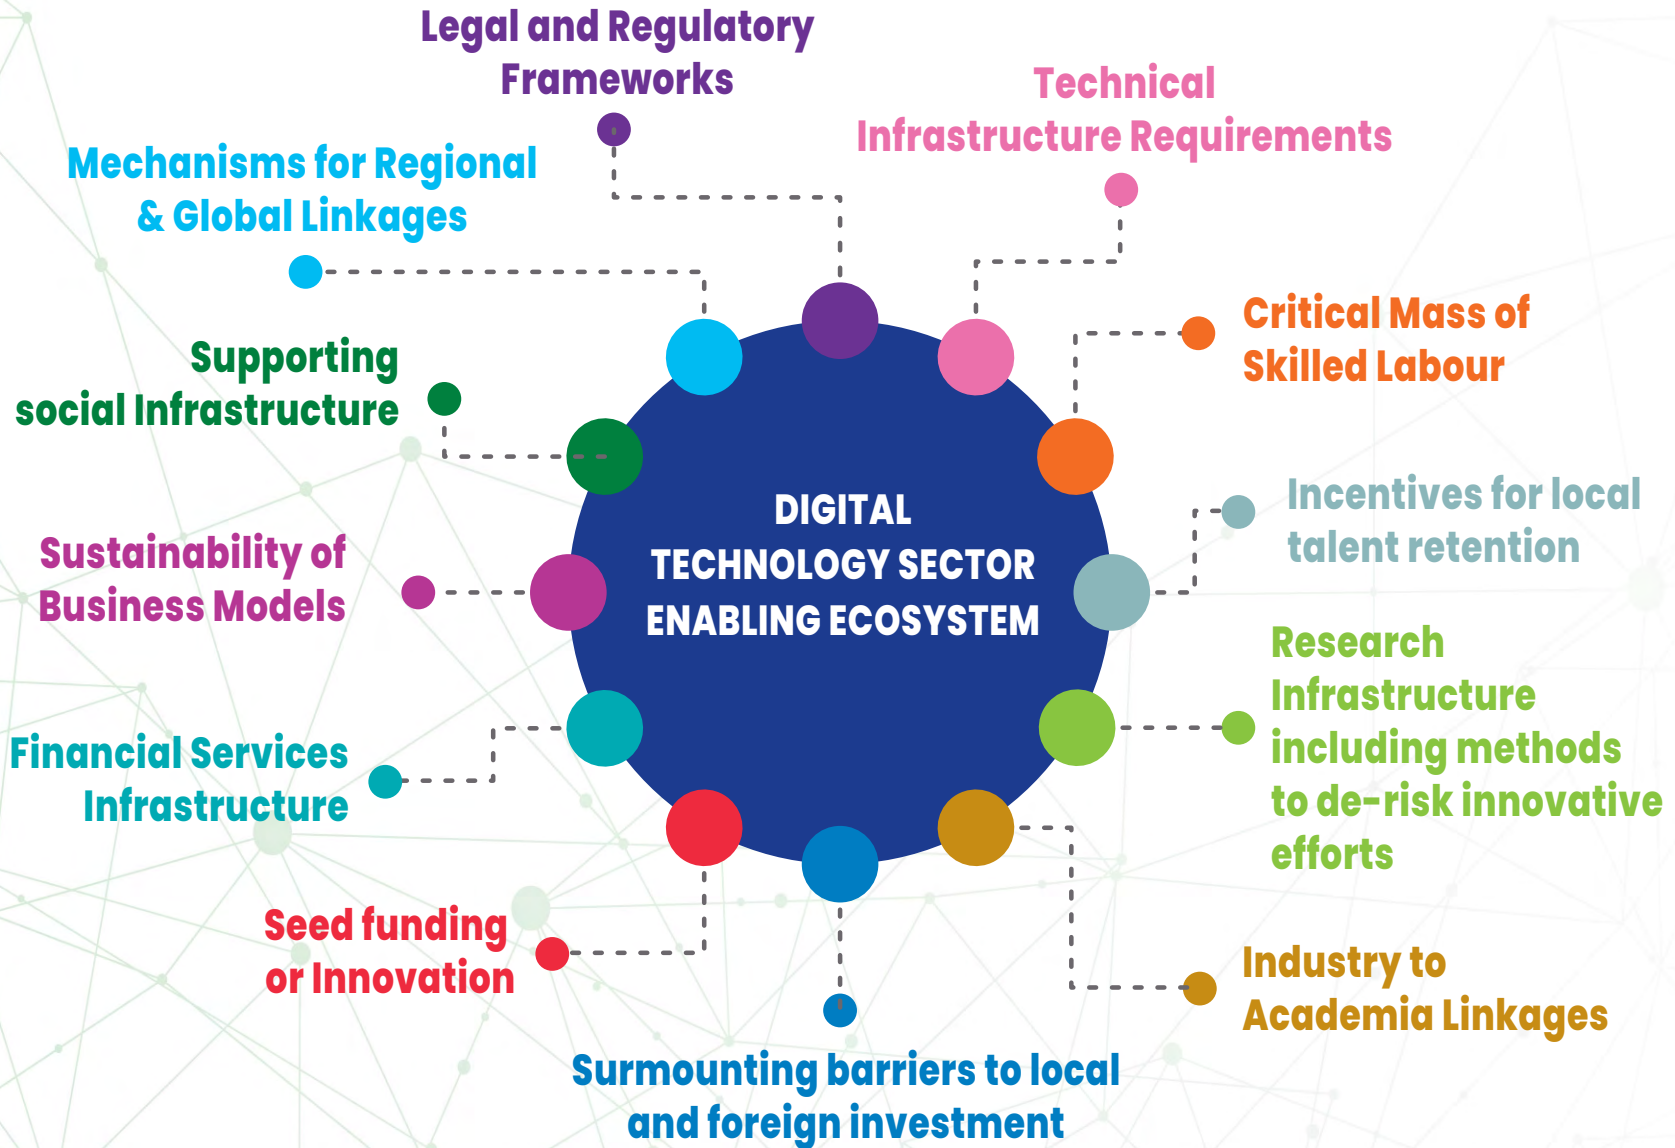 Legal and Regulatory
Frameworks
Technical
Infrastructure Requirements
Mechanisms for Regional
& Global Linkages
Critical Mass of
Skilled Labour
Supporting
social Infrastructure
Incentives for local
talent retention
DIGITAL
TECHNOLOGY SECTOR
ENABLING ECOSYSTEM
Sustainability of
Business Models
Research
Infrastructure
including methods
to de-risk innovative
efforts
Financial Services
Infrastructure
Seed funding
or Innovation
Industry to
Academia Linkages
Surmounting barriers to local
and foreign investment